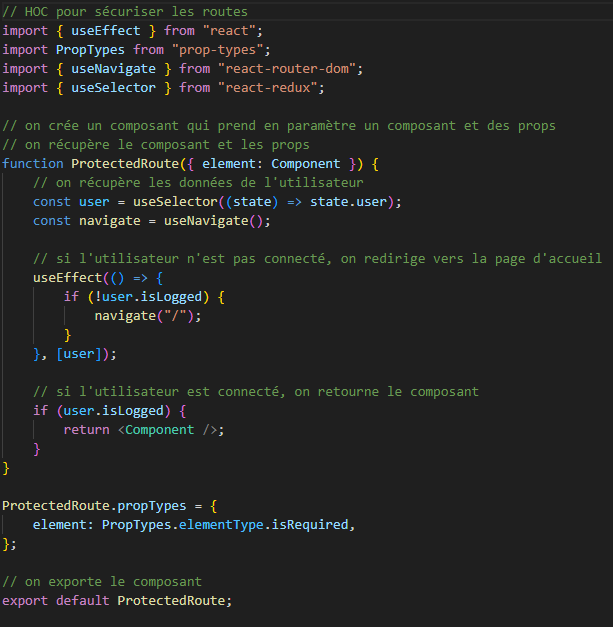 // HOC pour sécuriser les routes
import { useEffect } from "react";
import PropTypes from "prop-types";
import { useNavigate } from "react-router-dom";
import { useSelector } from "react-redux";
// on crée un composant qui prend en paramètre un composant et des props
// on récupère le composant et les props
function ProtectedRoute({ element: Component }) {
// on récupère les données de l'utilisateur
const user = useSelector((state) => state.user);
const navigate = useNavigate();
// si l'utilisateur n'est pas connecté, on redirige vers la page d'accueil
useEffect(() => {
if (!user.isLogged) {
navigate("/");
}
}, [user]);
// si l'utilisateur est connecté, on retourne le composant
if (user.isLogged) {
return <Component />;
}
}
ProtectedRoute.propTypes = {
element: PropTypes.elementType.isRequired,
};
// on exporte le composant
export default ProtectedRoute;